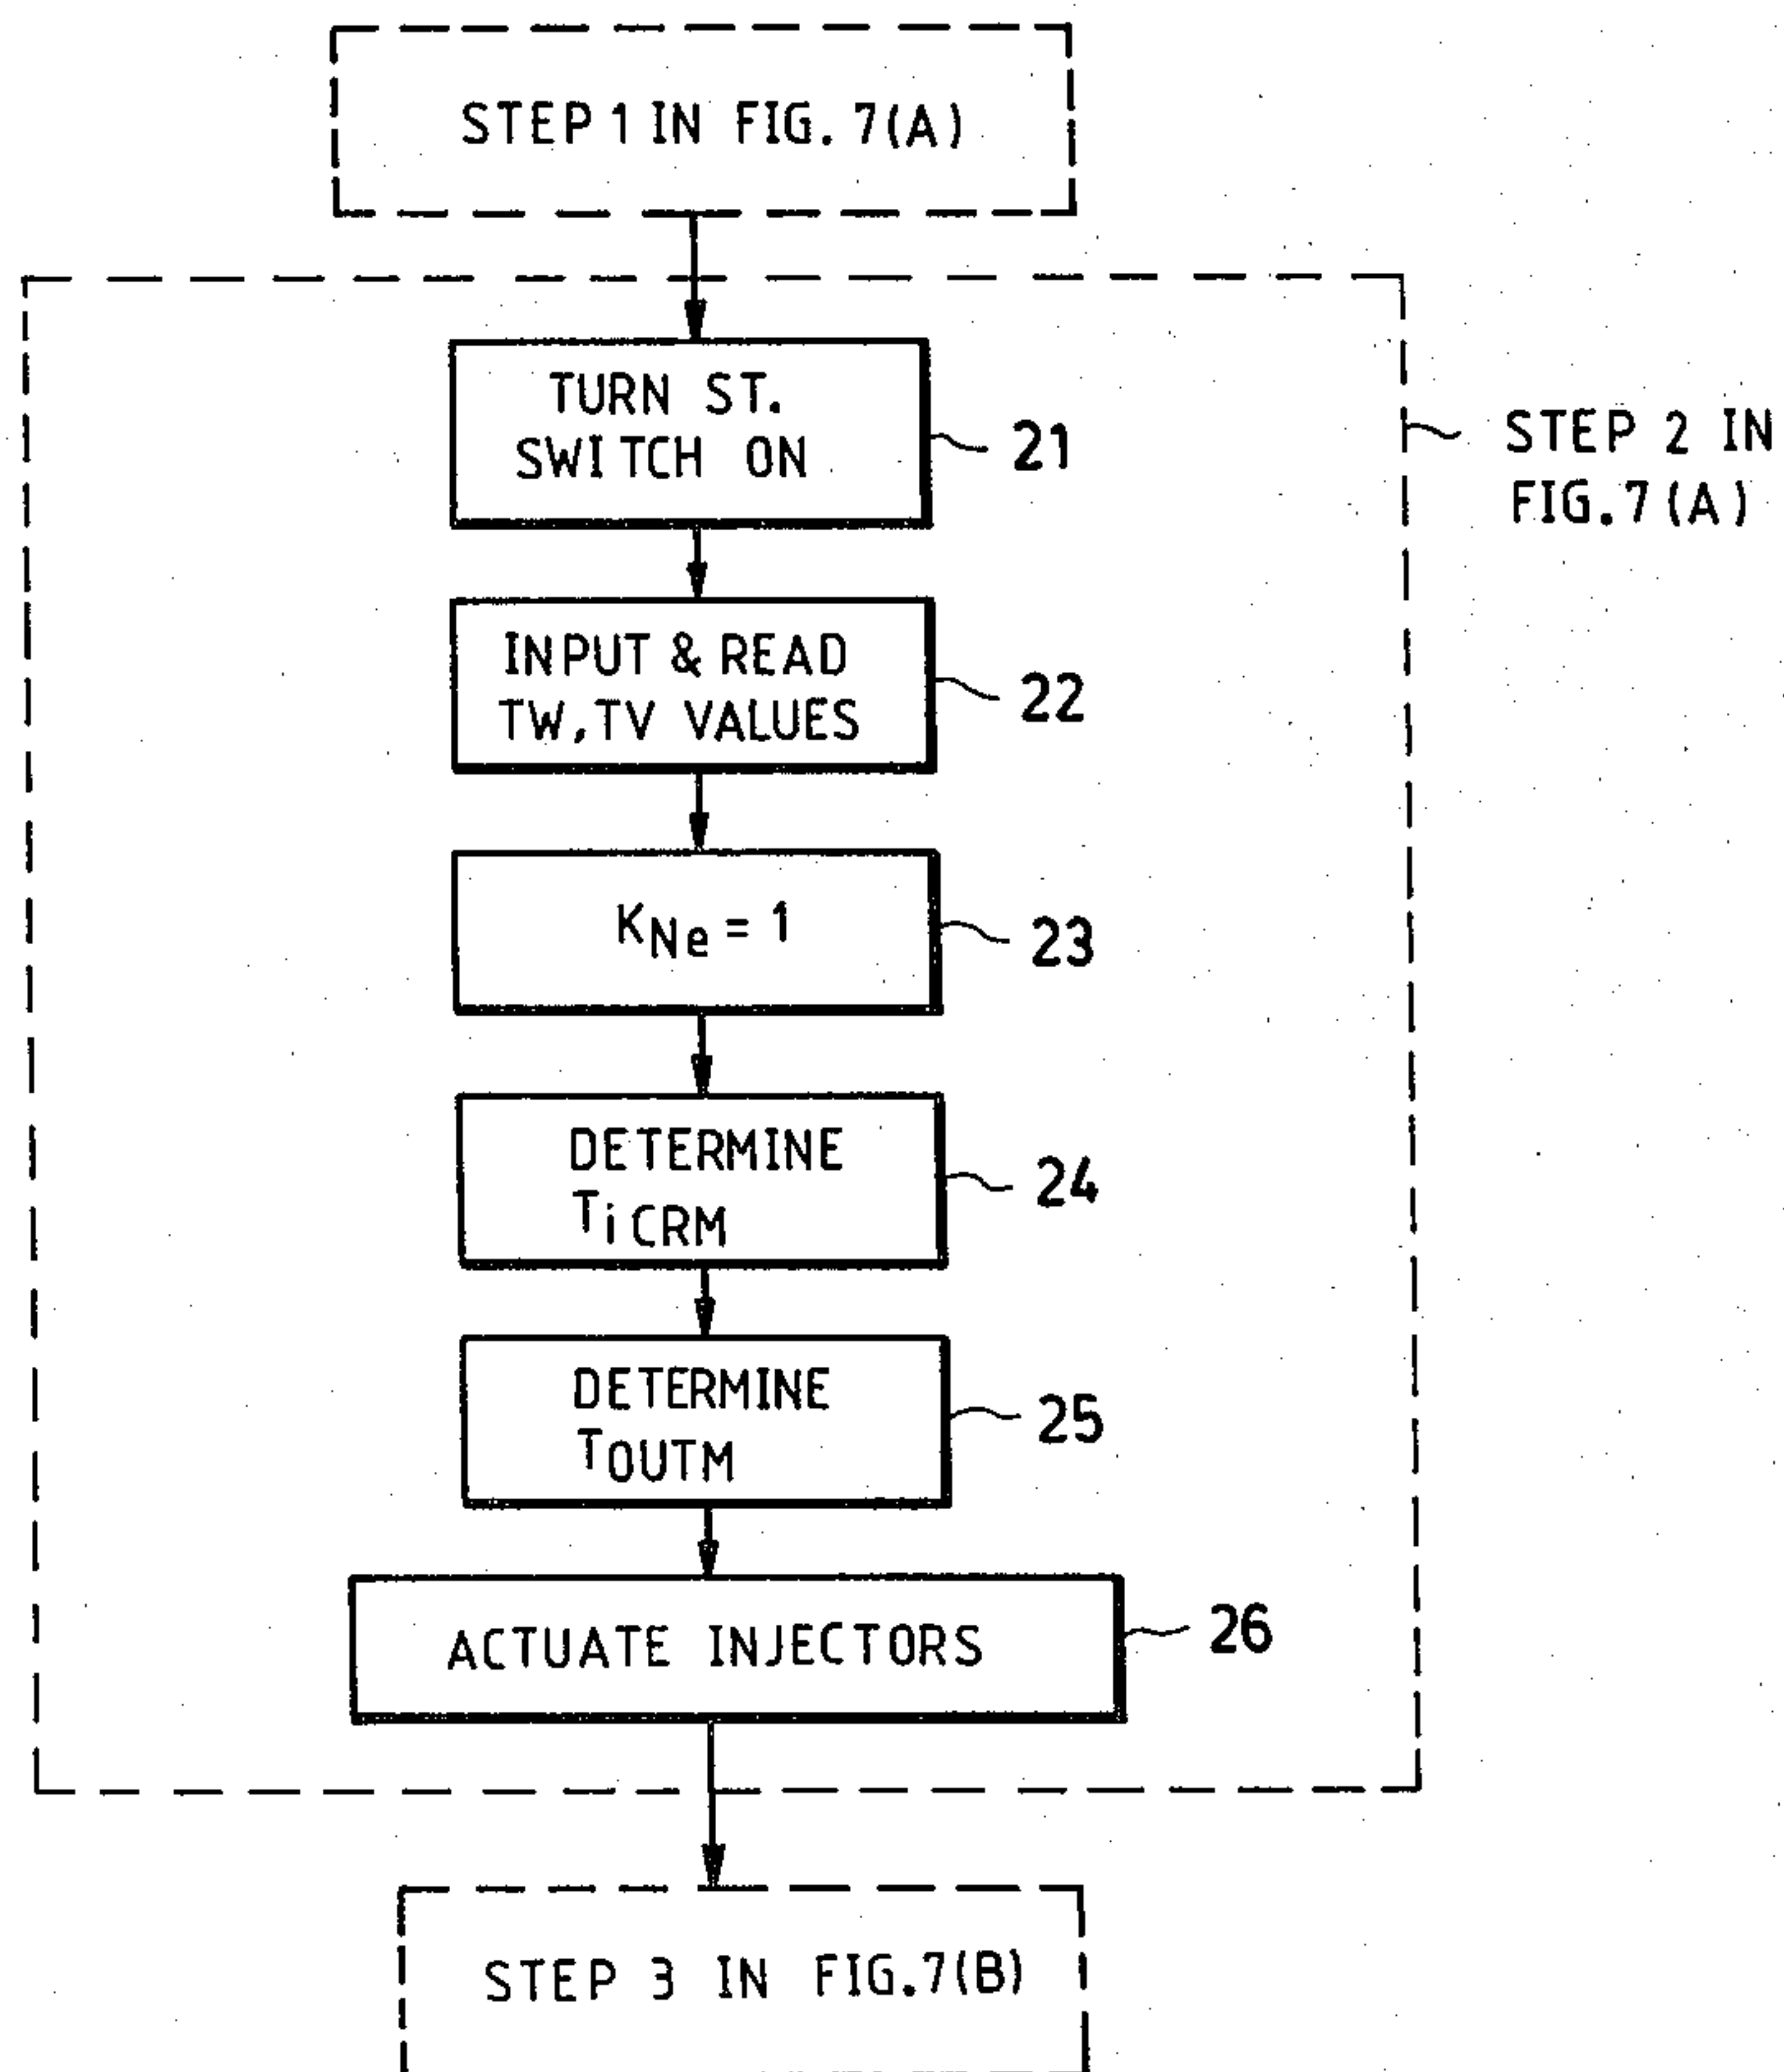 STEP 1 IN FIG. 7(A)
TURN ST.
SWITCH ON
21
STEP 2 IN
FIG. 7(A)
INPUT & READ
TW, TV VALUES
22
KNe = 1
23
DETERMINE
TiCRM
24
DETERMINE
TOUTM
25
ACTUATE INJECTORS
26
STEP 3 IN FIG. 7(B)